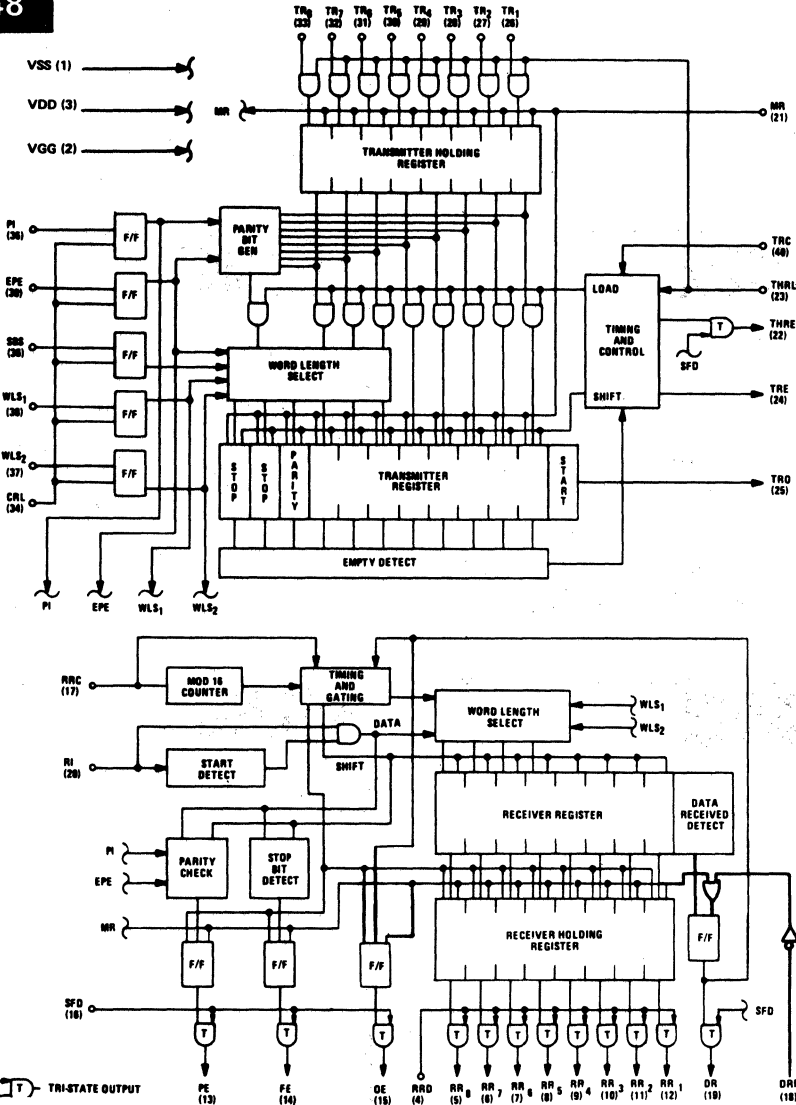 48
TR8 TR7 TR6 TR5 TR4 TR3 TR2 TR1
(33) (32) (31) (30) (29) (28) (27) (26)
VSS (1)
VDD (3)
VGG (2)
MR
MR
(21)
TRANSMITTER HOLDING
REGISTER
PI
(36)
F/F
PARITY
BIT
GEN
TRC
(40)
EPE
(39)
F/F
LOAD
THRL
(23)
TIMING
AND
CONTROL
T
THRE
(22)
SFD
SBS
(36)
F/F
WORD LENGTH
SELECT
SHIFT
TRE
(24)
WLS1
(38)
F/F
WLS2
(37)
F/F
CRL
(34)
STOP
STOP
PARITY
TRANSMITTER
REGISTER
START
TRO
(25)
EMPTY DETECT
PI EPE WLS1 WLS2
RRC
(17)
MOD 16
COUNTER
TIMING
AND
GATING
WORD LENGTH
SELECT
WLS1
WLS2
DATA
RI
(20)
START
DETECT
SHIFT
RECEIVER REGISTER
DATA
RECEIVED
DETECT
PI
EPE
PARITY
CHECK
STOP
BIT
DETECT
MR
F/F
F/F
F/F
RECEIVER HOLDING
REGISTER
F/F
SFD
(16)
SFD
T T T T T T T T T T T T
T - TRI-STATE OUTPUT
PE FE OE RRD RR8 RR7 RR6 RR5 RR4 RR3 RR2 RR1 DR DRR
(13) (14) (15) (4) (5) (6) (7) (8) (9) (10) (11) (12) (19) (18)